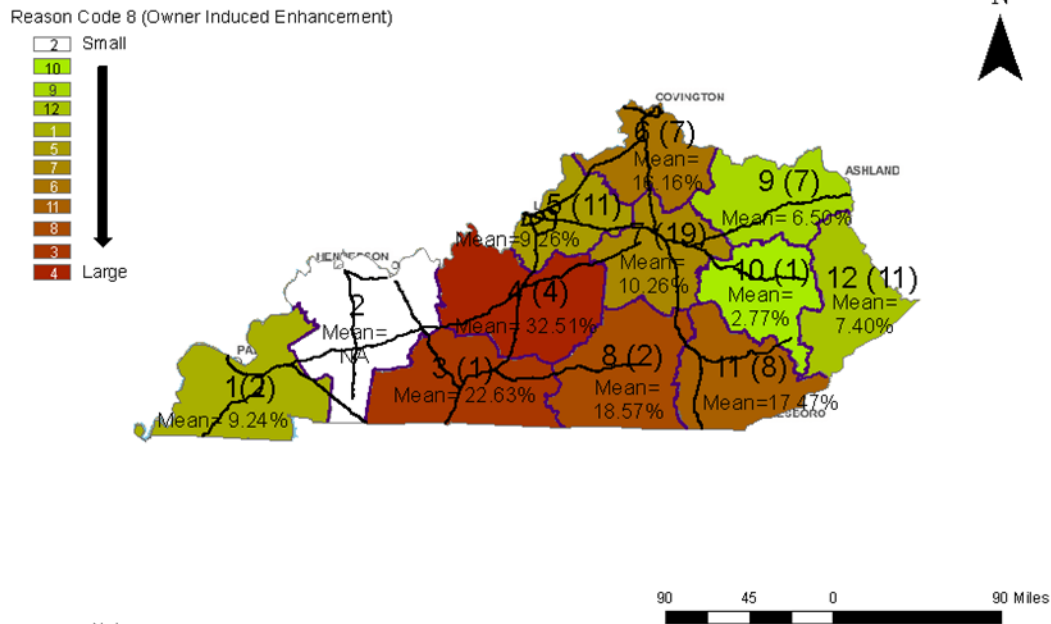 N
Reason Code 8 (Owner Induced Enhancement)
2 Small
10
9
12
1
5
7
6
11
8
3
4 Large
COVINGTON
6 (7)
Mean=
16.16%
ASHLAND
9 (7)
Mean= 6.50%
5 (11)
Mean=9.26%
7 (19)
Mean=
10.26%
10 (1)
Mean=
2.77%
12 (11)
Mean=
7.40%
HENDERSON
2
Mean=
NA
4 (4)
Mean= 32.51%
PA
1(2)
Mean= 9.24%
3 (1)
Mean= 22.63%
8 (2)
Mean=
18.57%
11 (8)
Mean=17.47%
SBORO
90 45 0 90 Miles